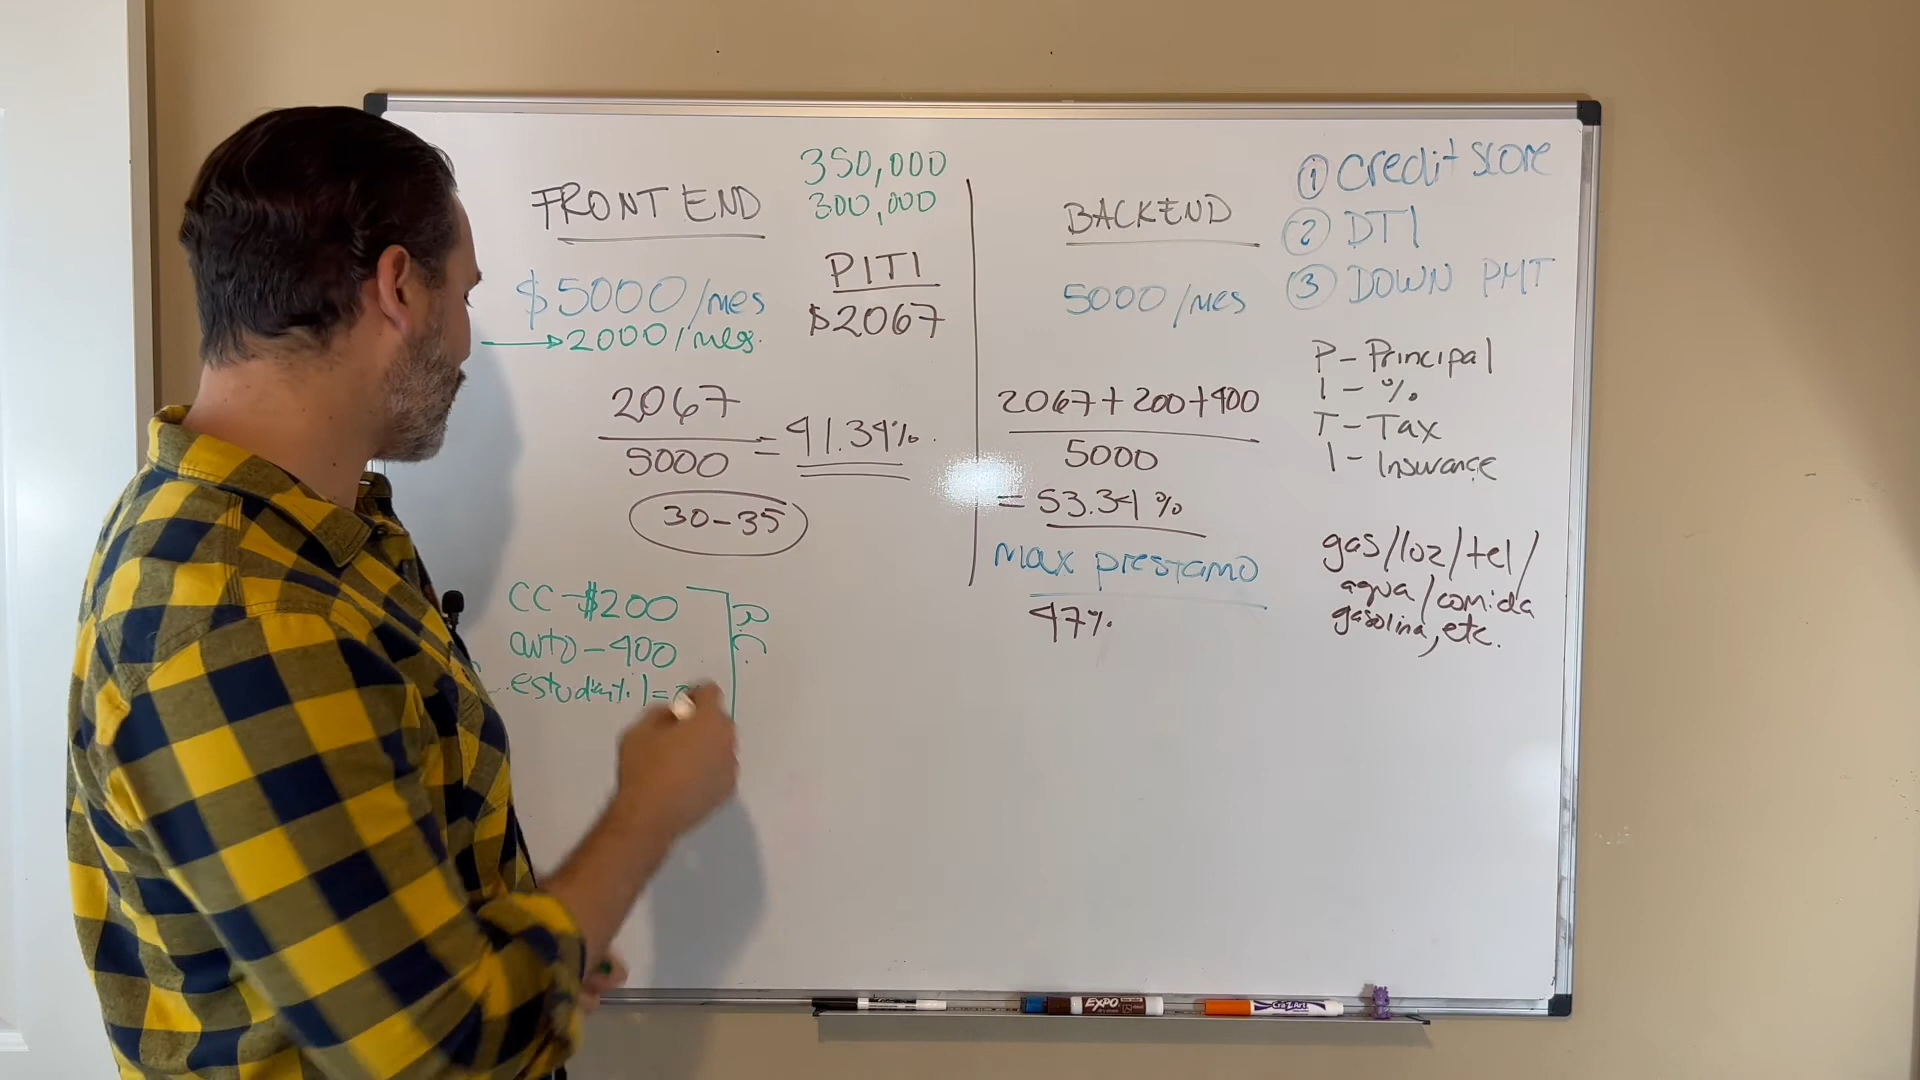 350,000
300,000
FRONT END
PITI
$2067
$5000/mes
→2000/mes.
2067
5000
= 41.34%.
30-35
CC-$200
auto-400
BACKEND
5000/mes
2067+200+400
5000
= 53.34%
max prestamo
47%
① Credit score
② DTI
③ DOWN PMT
P-Principal
I-%
T-Tax
I-Insurance
gas/luz/tel/
agua/comida
gasolina, etc.
EXPO
Cra-Z-Art